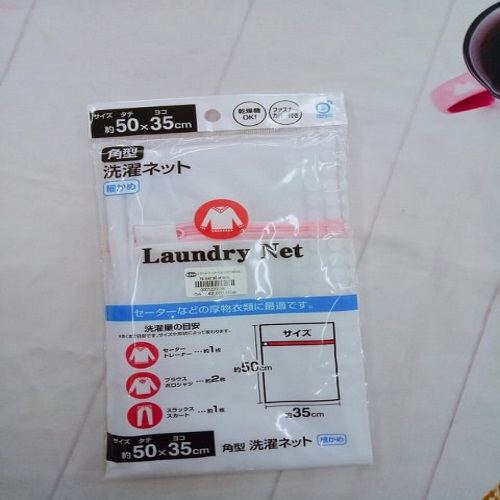 サイズ タテ ヨコ
約50×35cm
乾燥機
OK!
ファスナー
カバー付き
角型
洗濯ネット
細かめ
Laundry Net
セーターなどの厚物衣類に最適です。
洗濯量の目安
セーター
トレーナー …約1枚
ブラウス
ポロシャツ …約2枚
スラックス
スカート …約1枚
サイズ
約50cm
約35cm
サイズ タテ ヨコ
約50×35cm
角型 洗濯ネット 細かめ